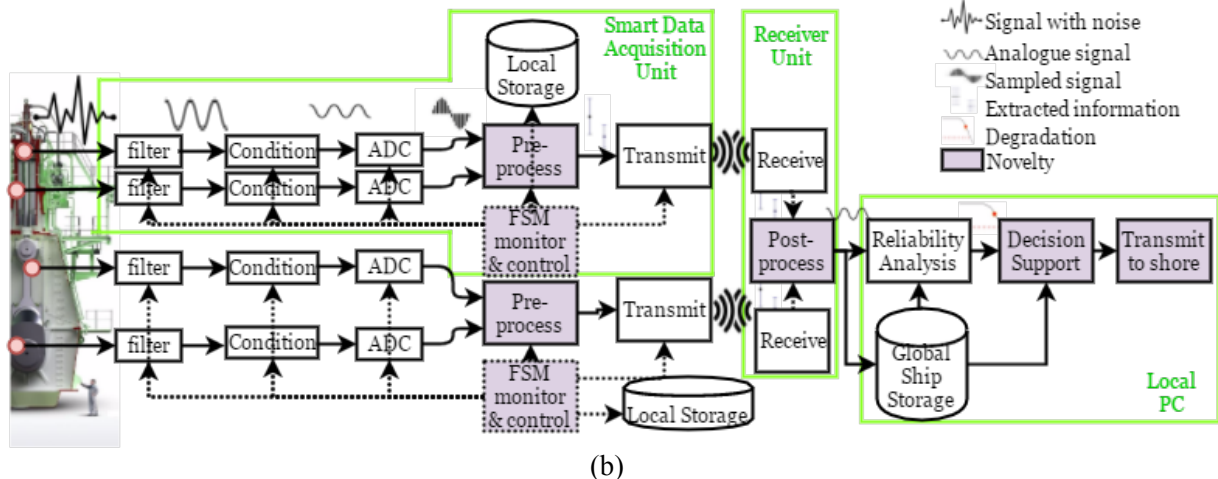 Smart Data
Acquisition
Unit
Receiver
Unit
Signal with noise
Analogue signal
Sampled signal
Extracted information
Degradation
Novelty
Local
Storage
filter
Condition
ADC
Pre-
process
Transmit
Receive
filter
Condition
ADC
FSM
monitor
& control
Post-
process
Reliability
Analysis
Decision
Support
Transmit
to shore
filter
Condition
ADC
Pre-
process
Transmit
Receive
filter
Condition
ADC
FSM
monitor
& control
Local Storage
Global
Ship
Storage
Local
PC
(b)